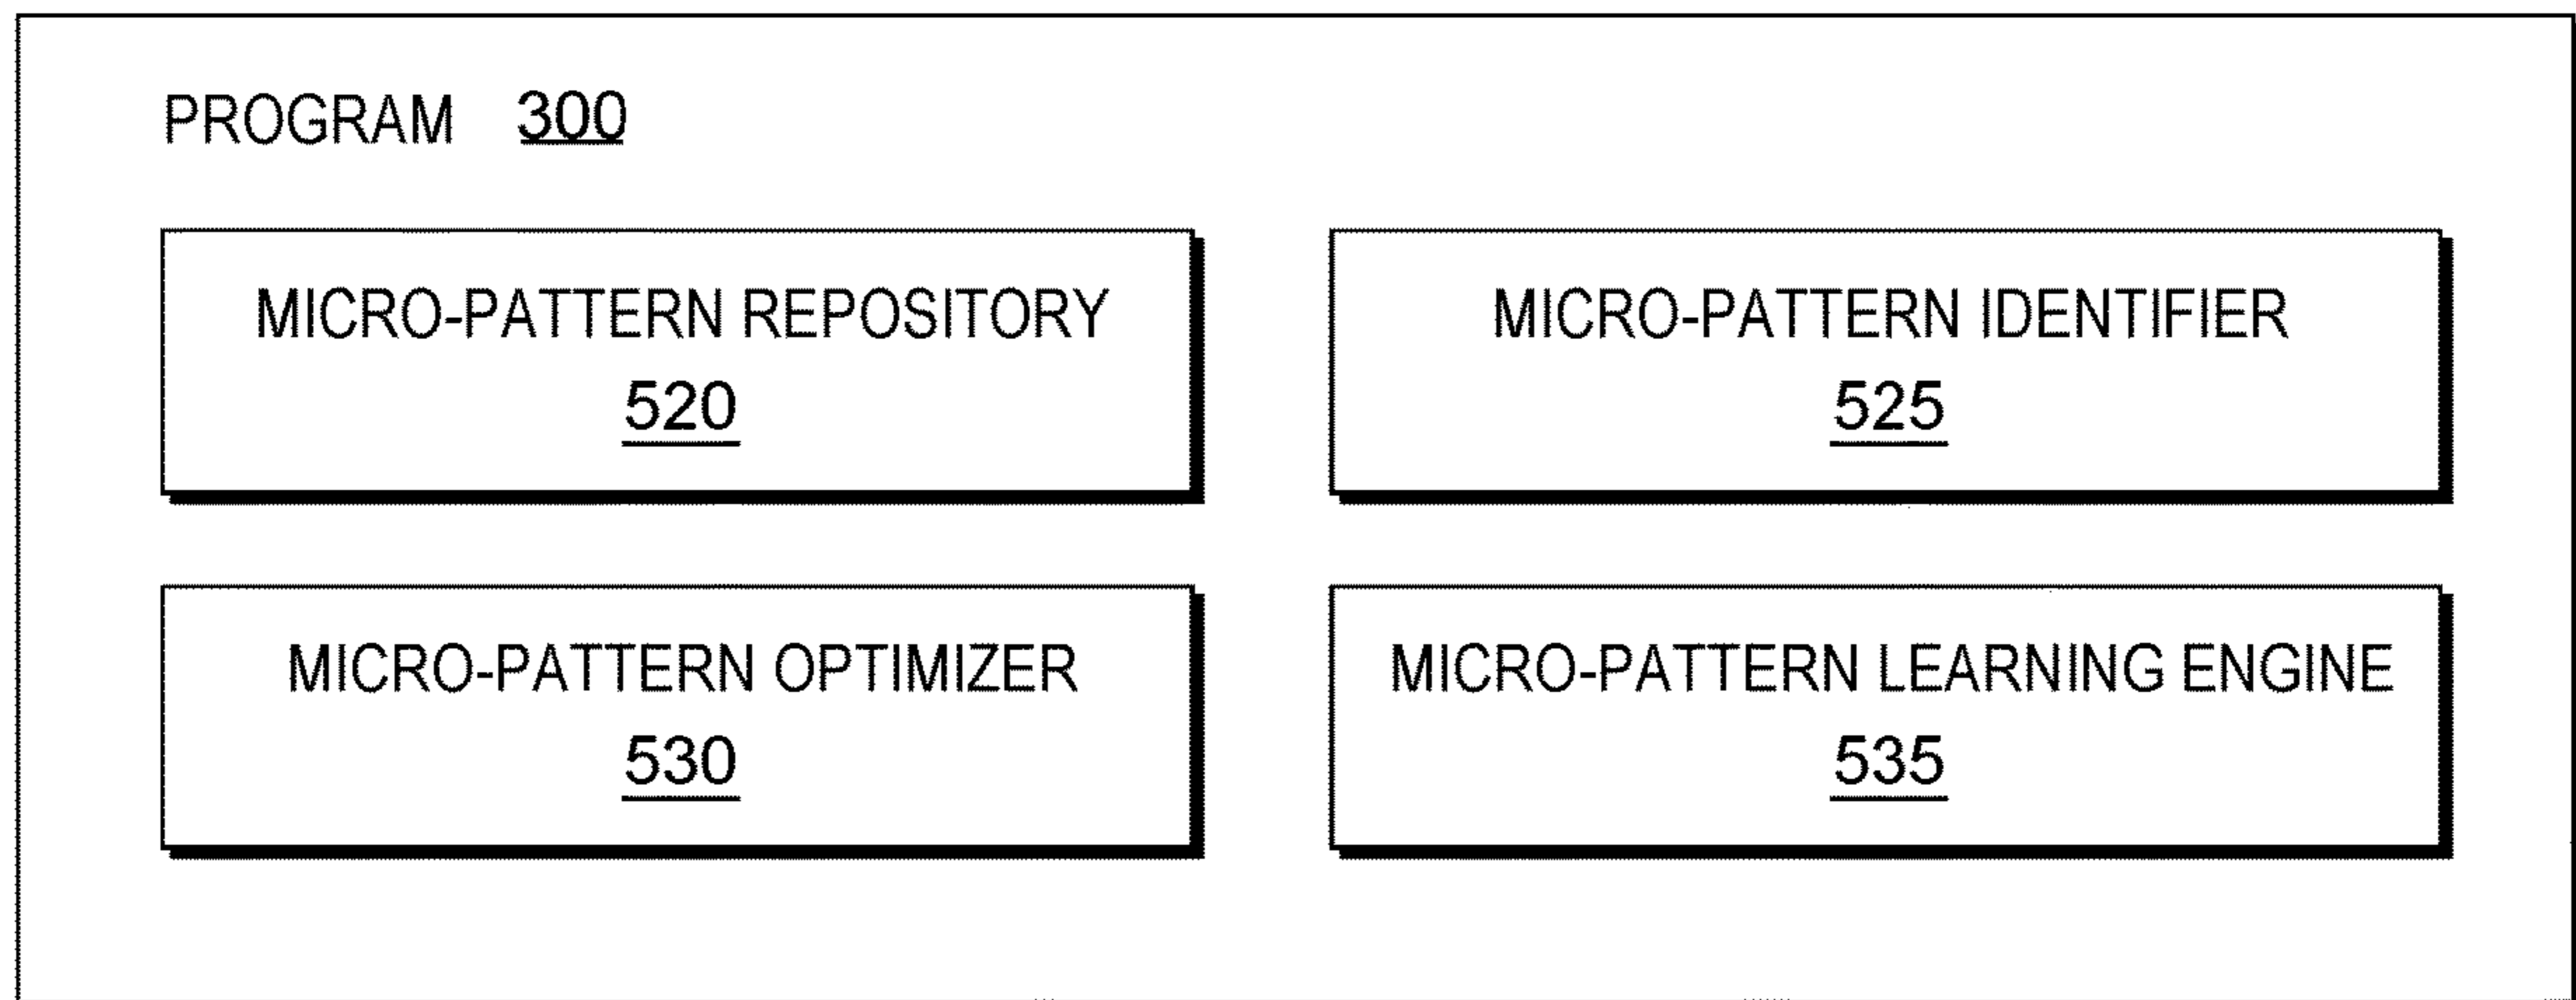 PROGRAM 300
MICRO-PATTERN REPOSITORY
520
MICRO-PATTERN IDENTIFIER
525
MICRO-PATTERN OPTIMIZER
530
MICRO-PATTERN LEARNING ENGINE
535